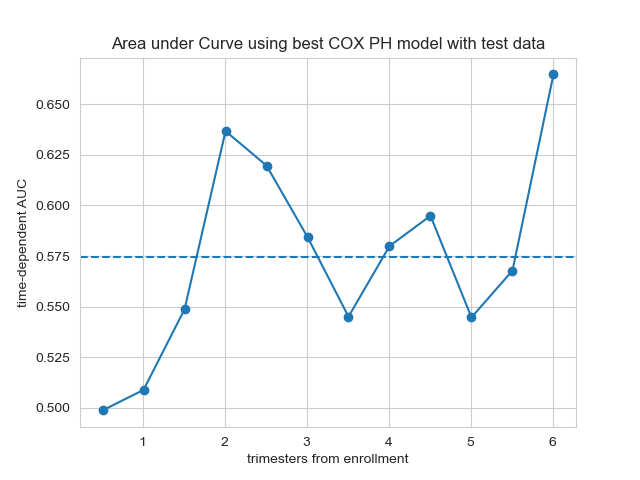 Area under Curve using best COX PH model with test data
time-dependent AUC
0.650
0.625
0.600
0.575
0.550
0.525
0.500
1 2 3 4 5 6
trimesters from enrollment